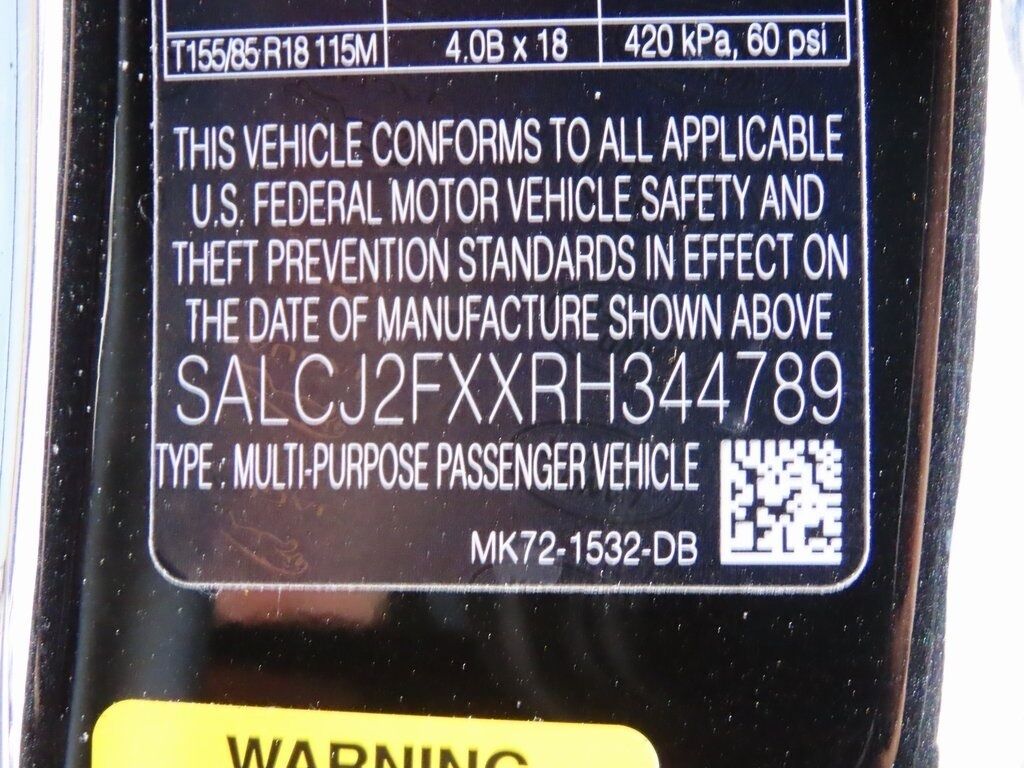 T155/85 R18 115M 4.0B x 18 420 kPa, 60 psi
THIS VEHICLE CONFORMS TO ALL APPLICABLE
U.S. FEDERAL MOTOR VEHICLE SAFETY AND
THEFT PREVENTION STANDARDS IN EFFECT ON
THE DATE OF MANUFACTURE SHOWN ABOVE
SALCJ2FXXRH344789
TYPE : MULTI-PURPOSE PASSENGER VEHICLE
MK72-1532-DB
WARNING